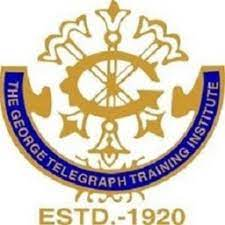 G
THE GEORGE TELEGRAPH TRAINING INSTITUTE
ESTD.-1920